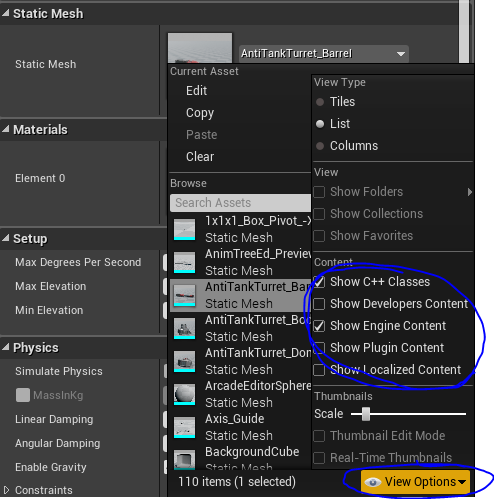 Static Mesh
Static Mesh
AntiTankTurret_Barrel
Materials
Element 0
Setup
Max Degrees Per Second
Max Elevation
Min Elevation
Physics
Simulate Physics
MassInKg
Linear Damping
Angular Damping
Enable Gravity
Constraints
Current Asset
Edit
Copy
Paste
Clear
Browse
Search Assets
1x1x1_Box_Pivot_-X
Static Mesh
AnimTreeEd_Preview
Static Mesh
AntiTankTurret_Bar
Static Mesh
AntiTankTurret_Bod
Static Mesh
AntiTankTurret_Dom
Static Mesh
ArcadeEditorSphere
Static Mesh
Axis_Guide
Static Mesh
BackgroundCube
Static Mesh
110 items (1 selected)
View Type
Tiles
List
Columns
View
Show Folders
Show Collections
Show Favorites
Content
Show C++ Classes
Show Developers Content
Show Engine Content
Show Plugin Content
Show Localized Content
Thumbnails
Scale
Thumbnail Edit Mode
Real-Time Thumbnails
View Options